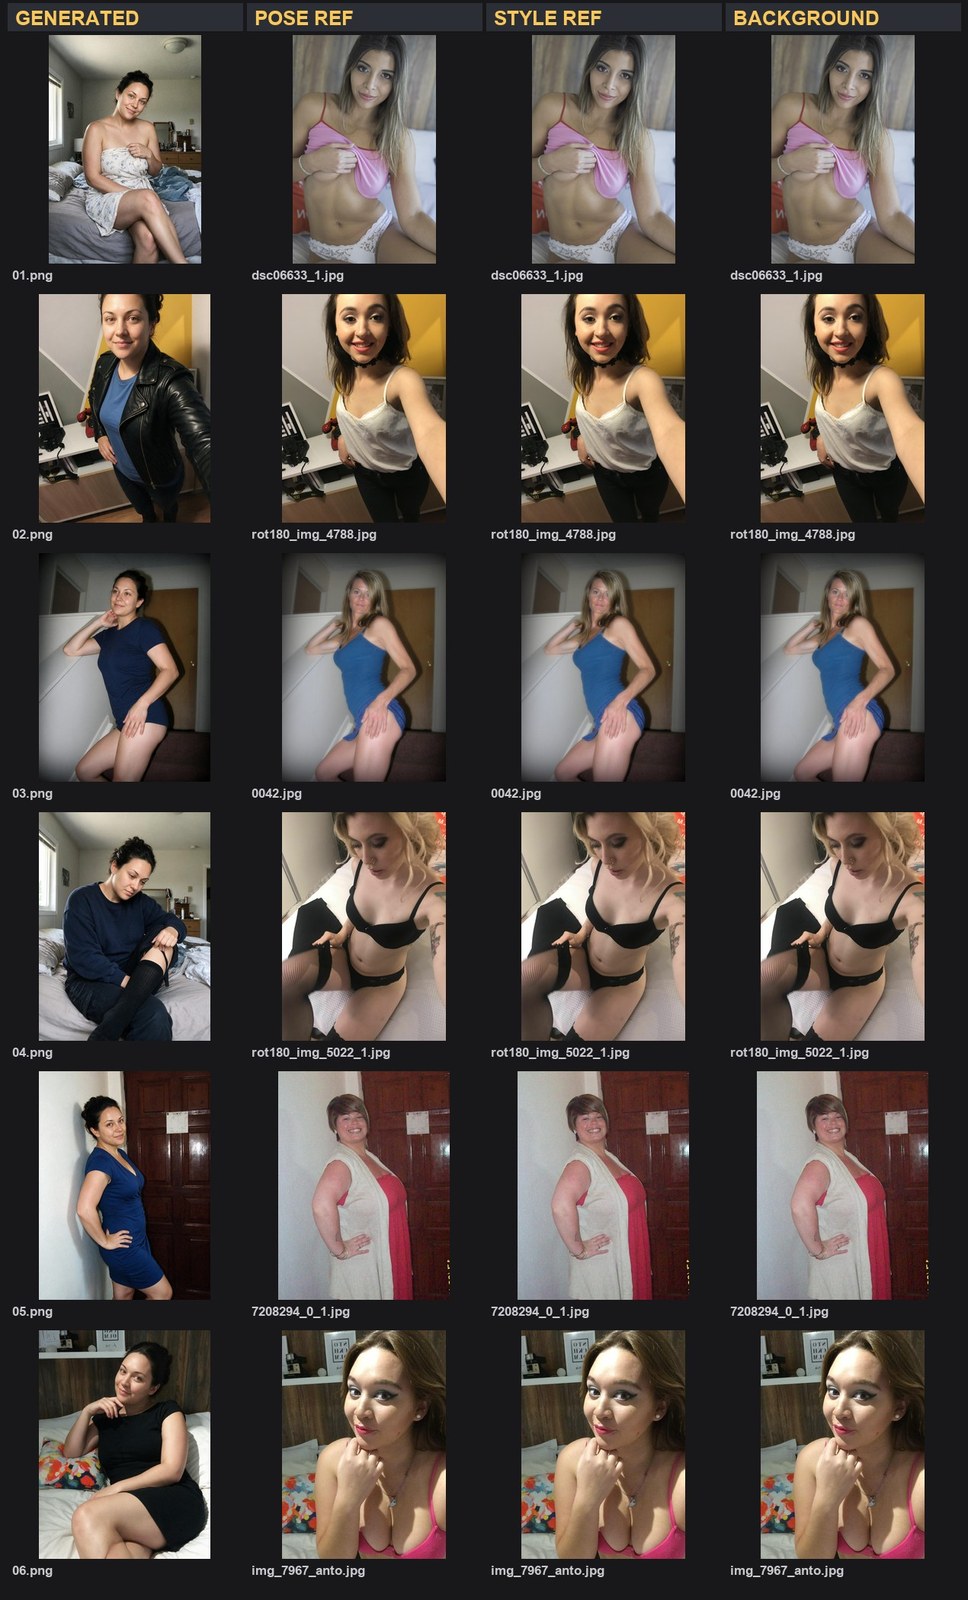 GENERATED POSE REF STYLE REF BACKGROUND
01.png dsc06633_1.jpg dsc06633_1.jpg dsc06633_1.jpg
02.png rot180_img_4788.jpg rot180_img_4788.jpg rot180_img_4788.jpg
03.png 0042.jpg 0042.jpg 0042.jpg
04.png rot180_img_5022_1.jpg rot180_img_5022_1.jpg rot180_img_5022_1.jpg
05.png 7208294_0_1.jpg 7208294_0_1.jpg 7208294_0_1.jpg
06.png img_7967_anto.jpg img_7967_anto.jpg img_7967_anto.jpg